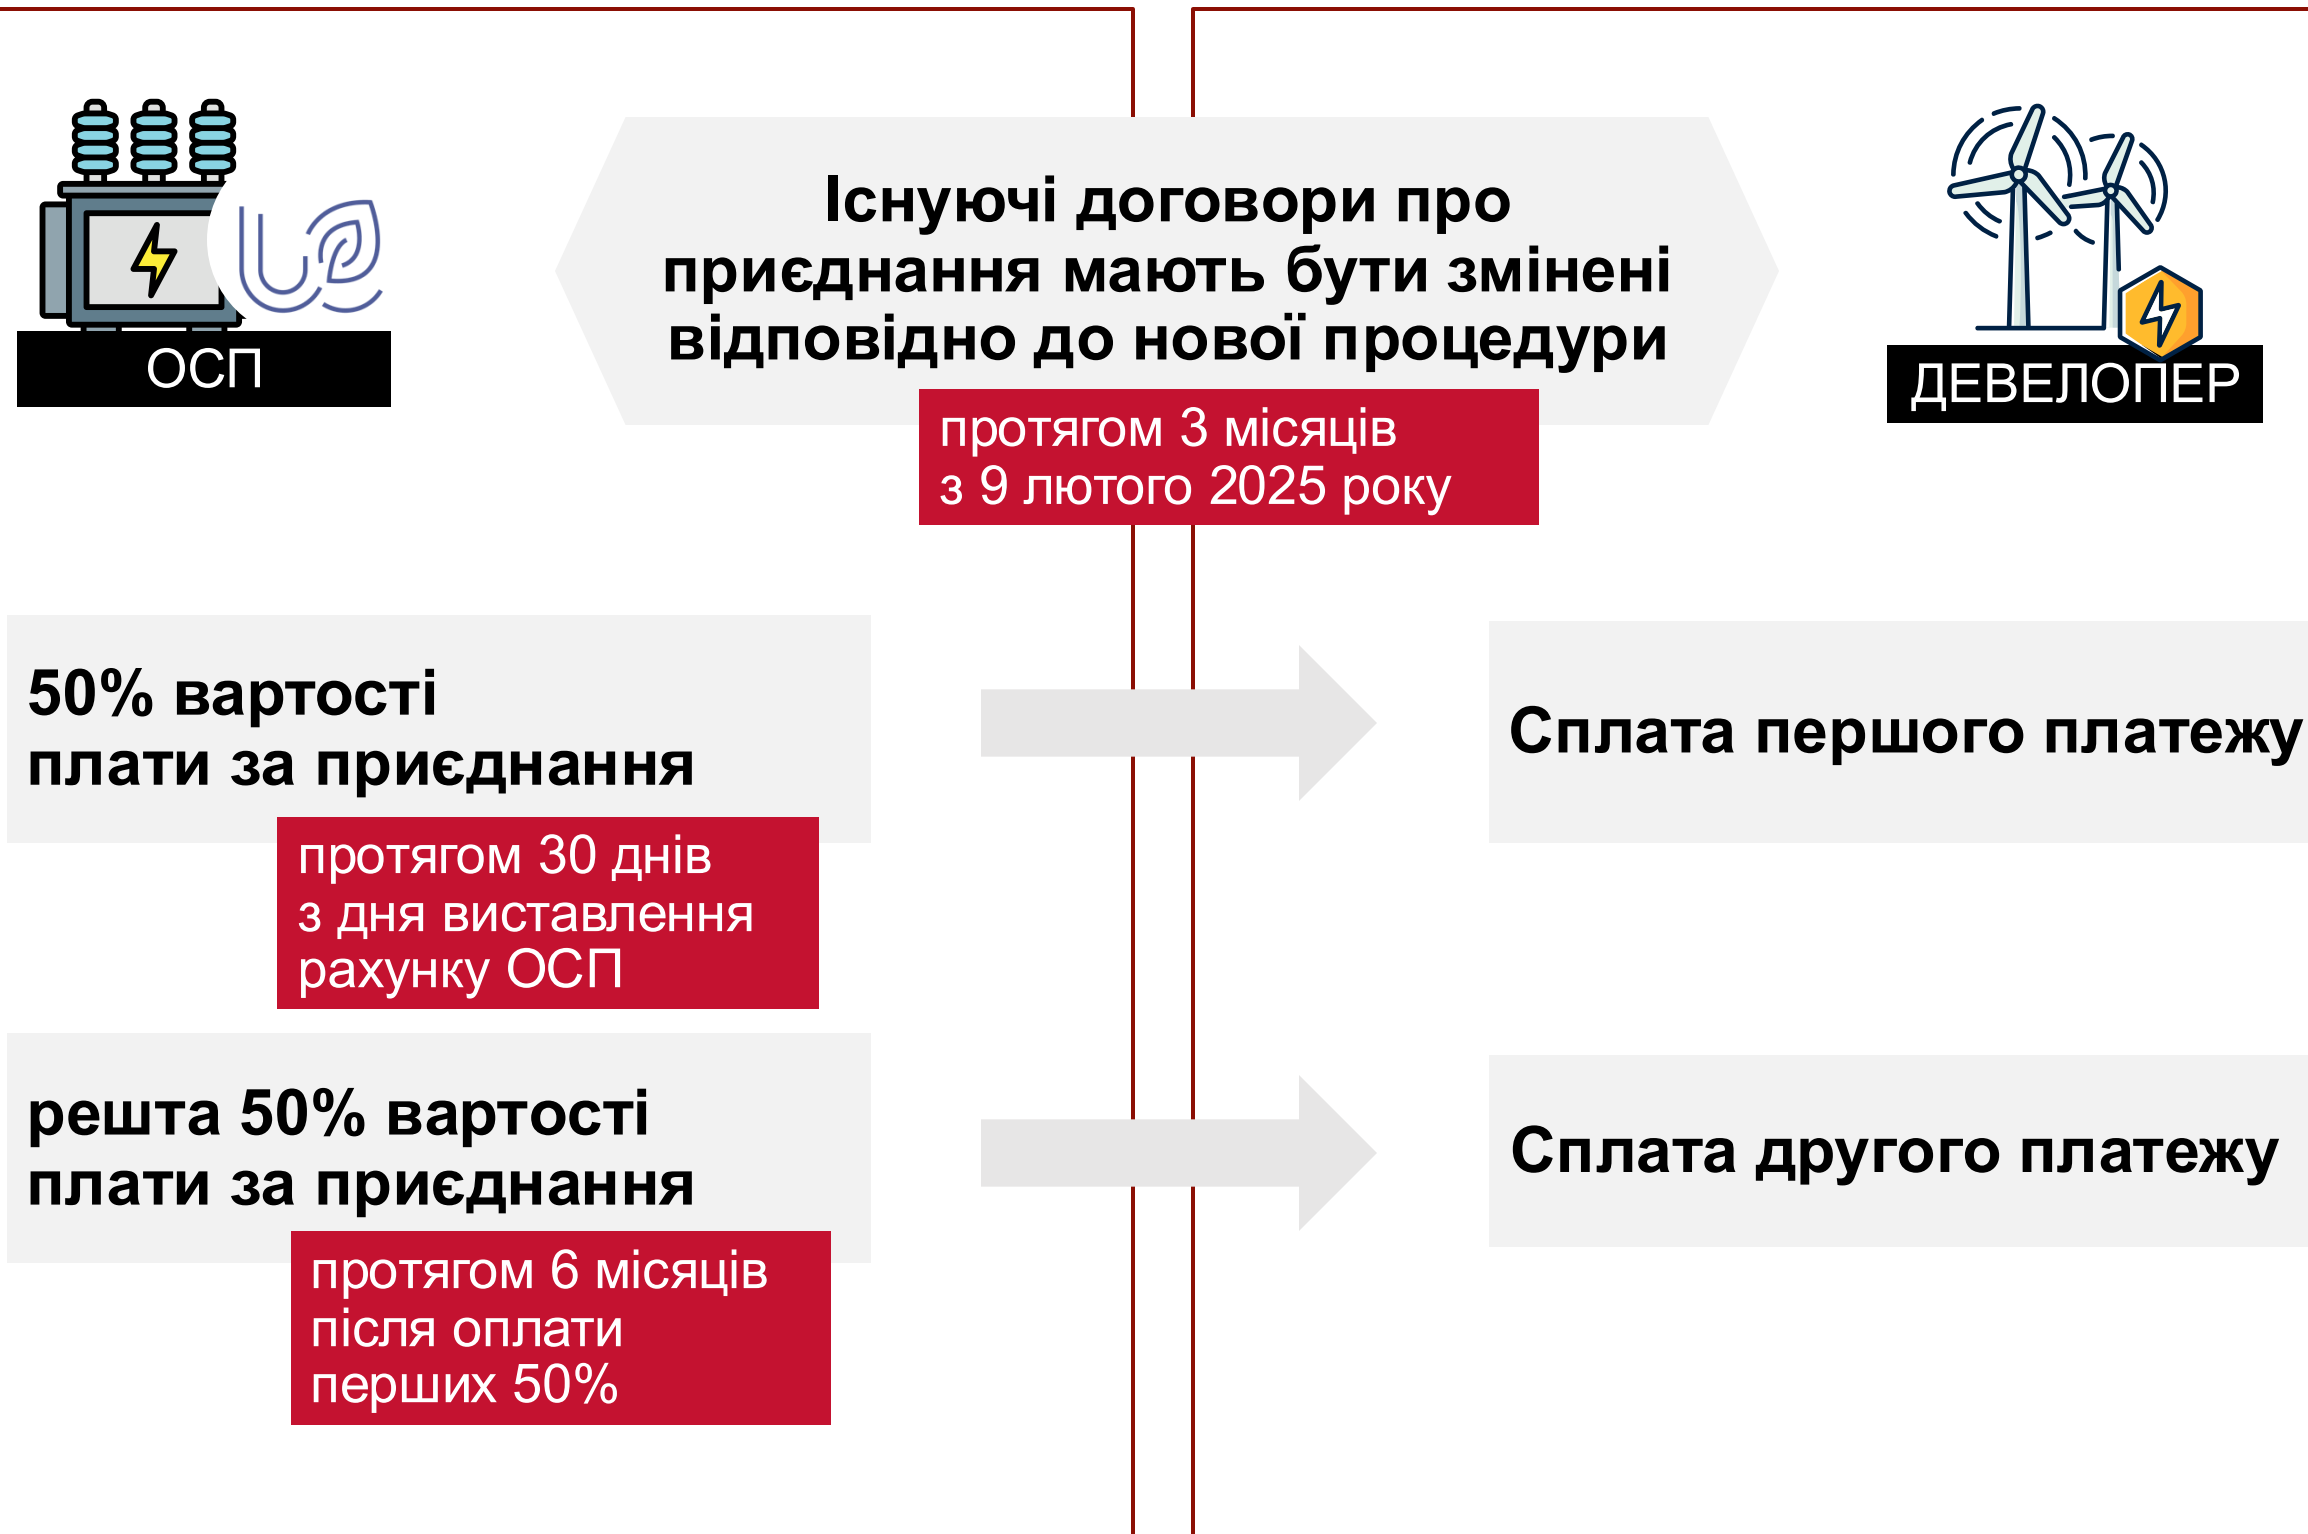 ОСП
Існуючі договори про
приєднання мають бути змінені
відповідно до нової процедури
протягом 3 місяців
з 9 лютого 2025 року
ДЕВЕЛОПЕР
50% вартості
плати за приєднання
протягом 30 днів
з дня виставлення
рахунку ОСП
Сплата першого платежу
решта 50% вартості
плати за приєднання
протягом 6 місяців
після оплати
перших 50%
Сплата другого платежу